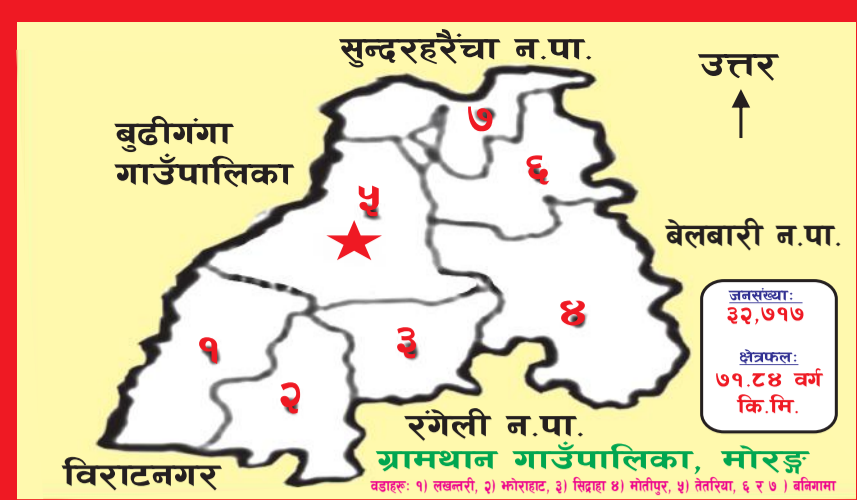 सुन्दरहरैंचा न.पा.
उत्तर
बुढीगंगा
गाउँपालिका
७
६
५
बेलबारी न.पा.
जनसंख्याः
३२,७१७
क्षेत्रफलः
७१.८४ वर्ग
कि.मि.
४
३
१
२
रंगेली न.पा.
ग्रामथान गाउँपालिका, मोरङ्ग
विराटनगर
वडाहरूः १) लखन्तरी, २) झोराहाट, ३) सिद्राहा ४) मोतीपुर, ५) तेतरिया, ६ र ७ ) बनिगामा